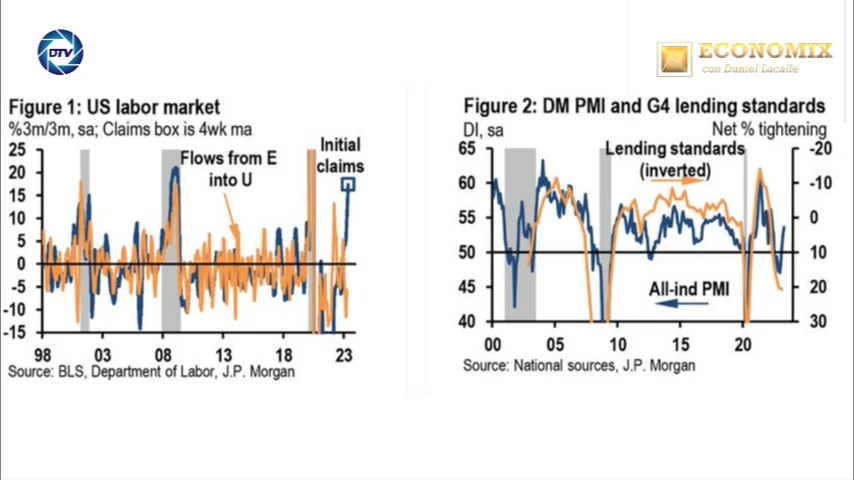 DTV
ECONOMIX
con Daniel Lacalle
Figure 1: US labor market
%3m/3m, sa; Claims box is 4wk ma
25
20
15
10
5
0
-5
-10
-15
Flows from E
into U
Initial
claims
98 03 08 13 18 23
Source: BLS, Department of Labor, J.P. Morgan
Figure 2: DM PMI and G4 lending standards
DI, sa
Net % tightening
65
60
55
50
45
40
Lending standards
(inverted)
All-ind PMI
-20
-10
0
10
20
30
00 05 10 15 20
Source: National sources, J.P. Morgan